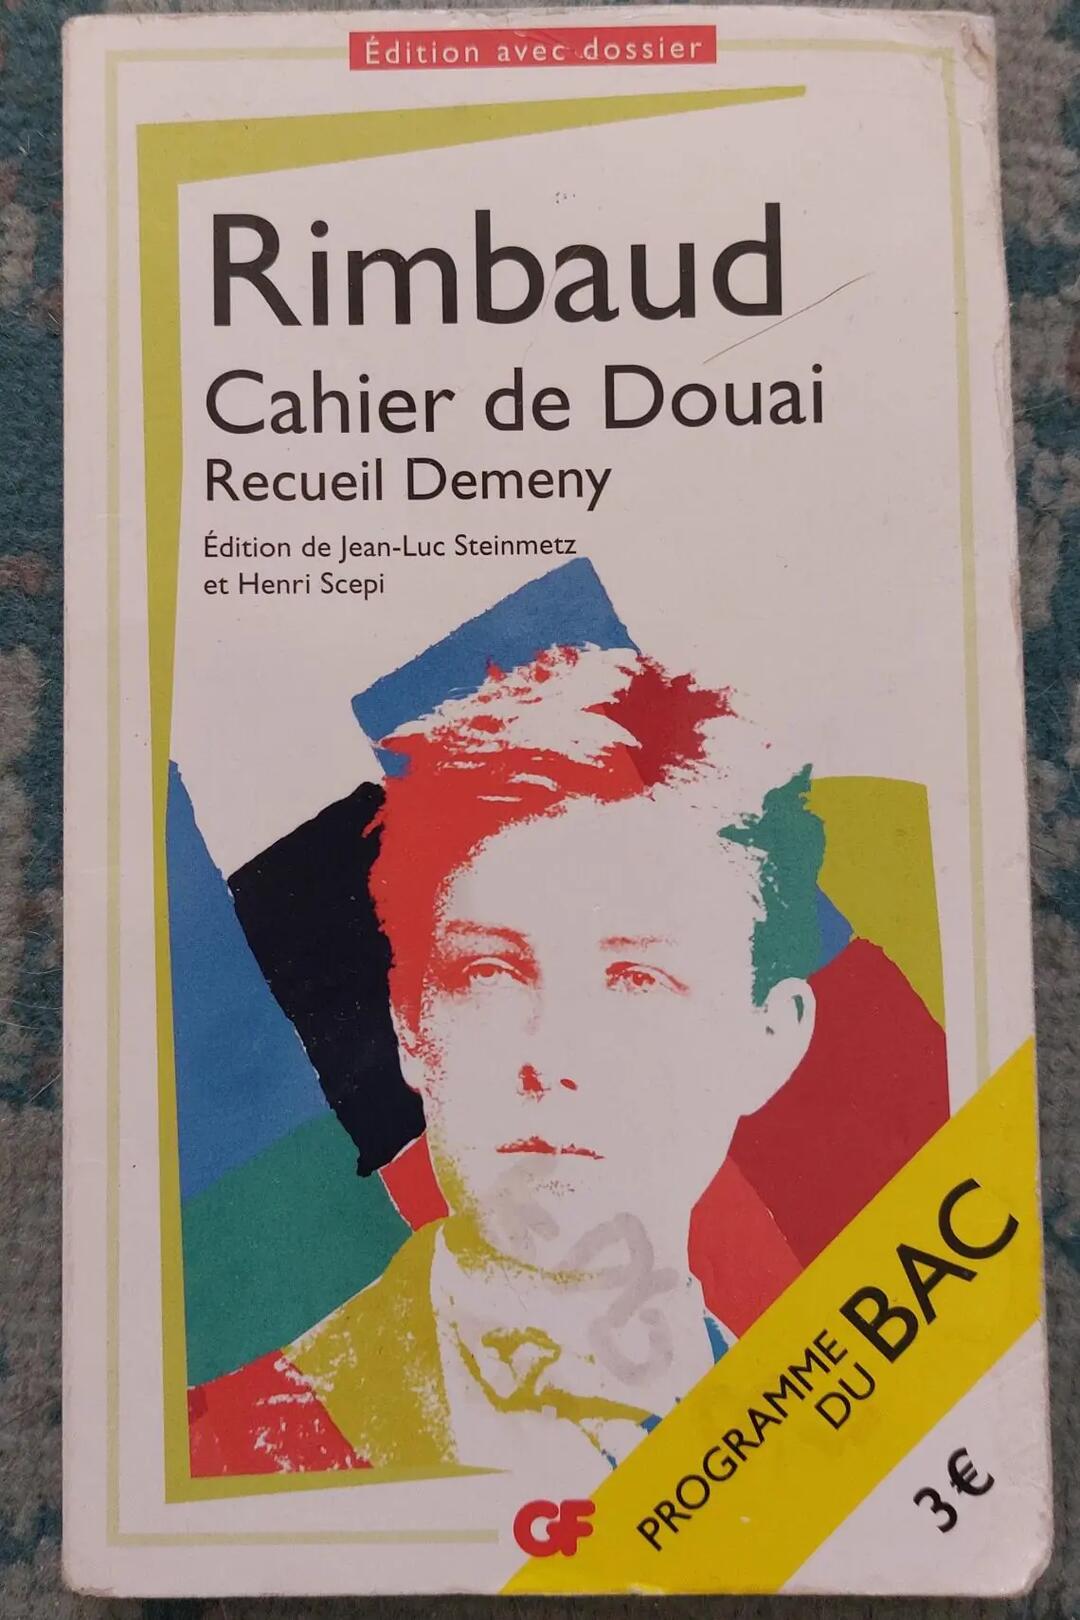 Édition avec dossier
Rimbaud
Cahier de Douai
Recueil Demeny
Édition de Jean-Luc Steinmetz
et Henri Scepi
PROGRAMME
DU
BAC
3€
GF